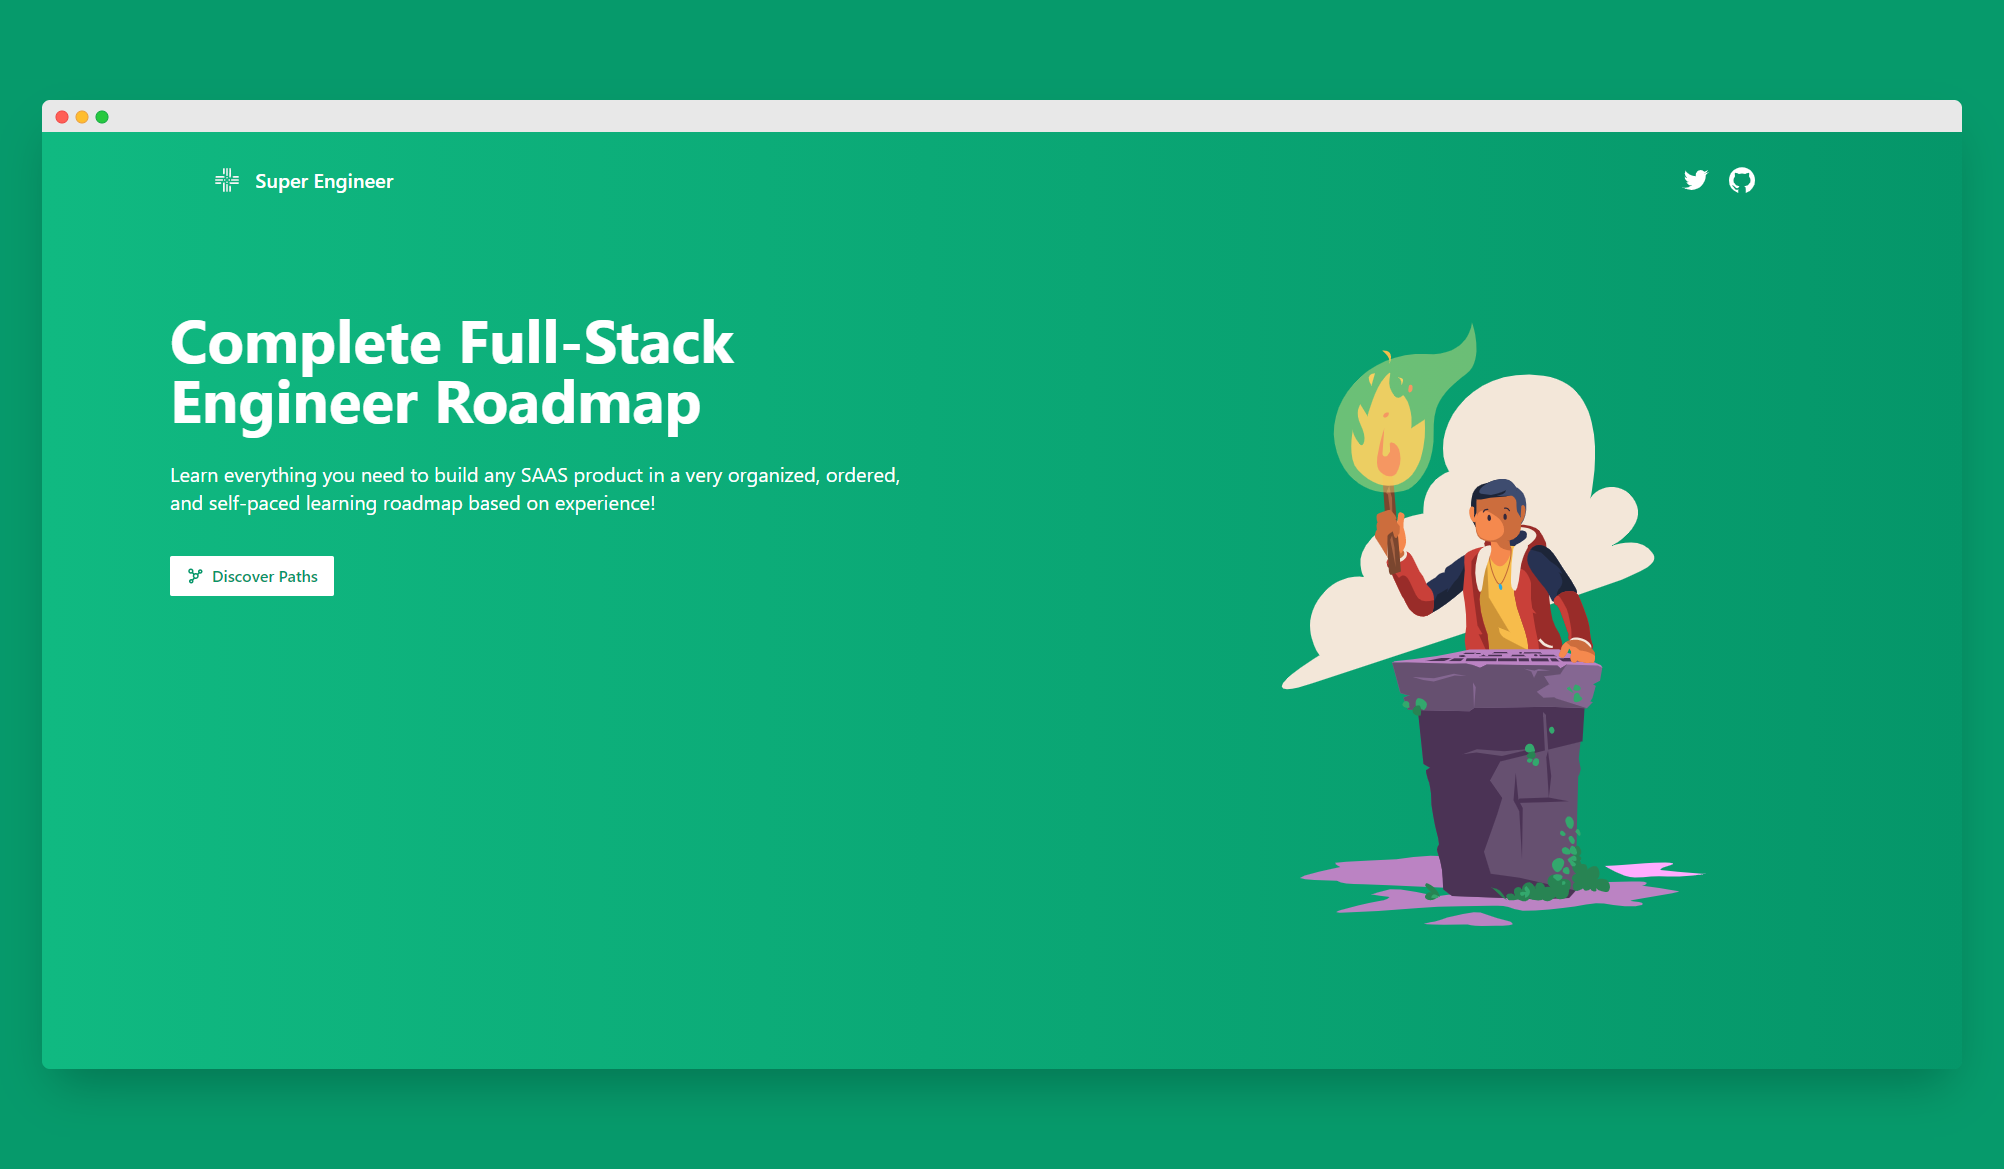 Super Engineer
Complete Full-Stack
Engineer Roadmap
Learn everything you need to build any SAAS product in a very organized, ordered,
and self-paced learning roadmap based on experience!
Discover Paths